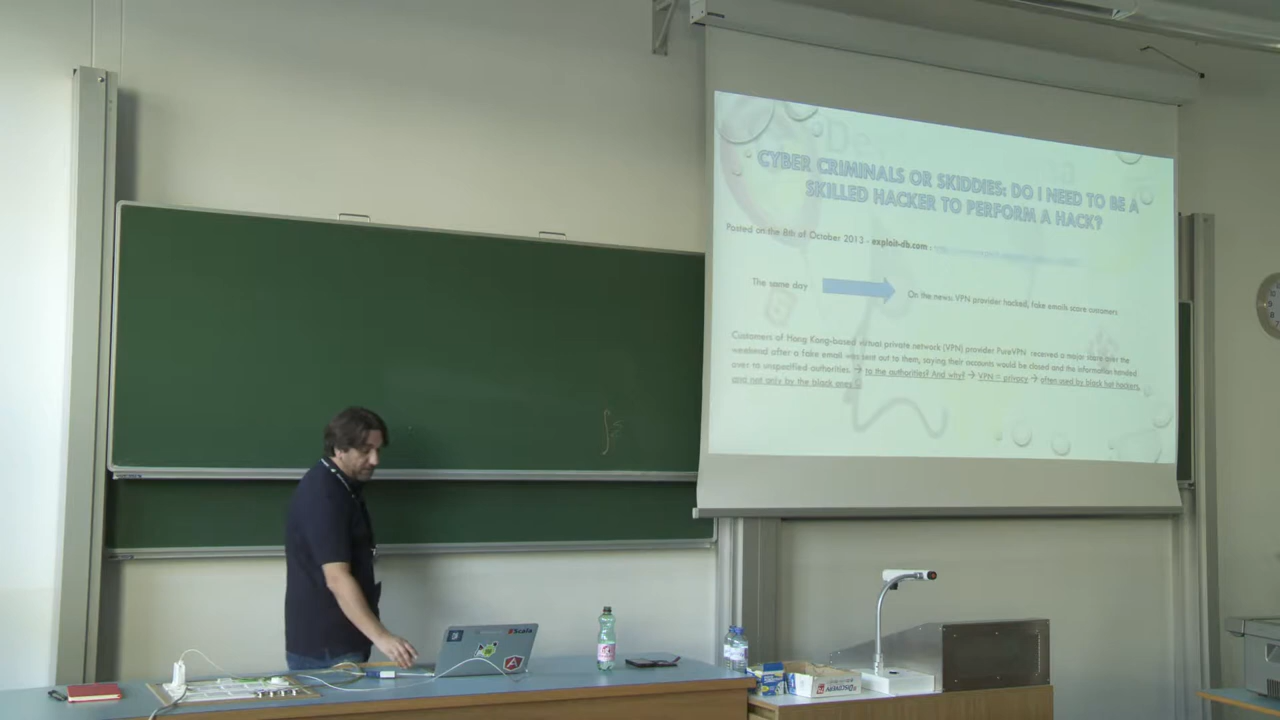 CYBER CRIMINALS OR SKIDDIES: DO I NEED TO BE A
SKILLED HACKER TO PERFORM A HACK?
Posted on the 8th of October 2013 - exploit-db.com -
The same day
On the news: VPN provider hacked, fake emails scare customers
Customers of Hong Kong-based virtual private network (VPN) provider PureVPN received a major scare over the
weekend after a fake email was sent out to them, saying their accounts would be closed and the information handed
over to unspecified authorities. → to the authorities? And why? → VPN = privacy → often used by black hat hackers,
and not only by the black ones
Scala